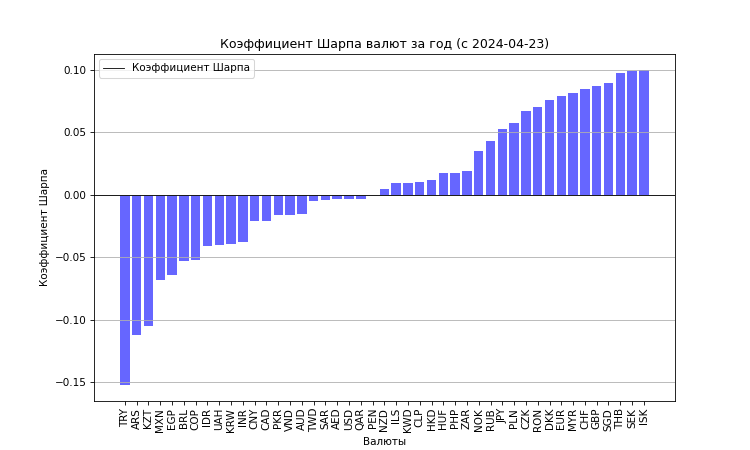 Коэффициент Шарпа валют за год (с 2024-04-23)
Коэффициент Шарпа
0.10
0.05
0.00
−0.05
−0.10
−0.15
Коэффициент Шарпа
TRY
ARS
KZT
MXN
EGP
BRL
COP
IDR
UAH
KRW
INR
CNY
CAD
PKR
VND
AUD
TWD
SAR
AED
USD
QAR
PEN
NZD
ILS
KWD
CLP
HKD
HUF
PHP
ZAR
NOK
RUB
JPY
PLN
CZK
RON
DKK
EUR
MYR
CHF
GBP
SGD
THB
SEK
ISK
Валюты